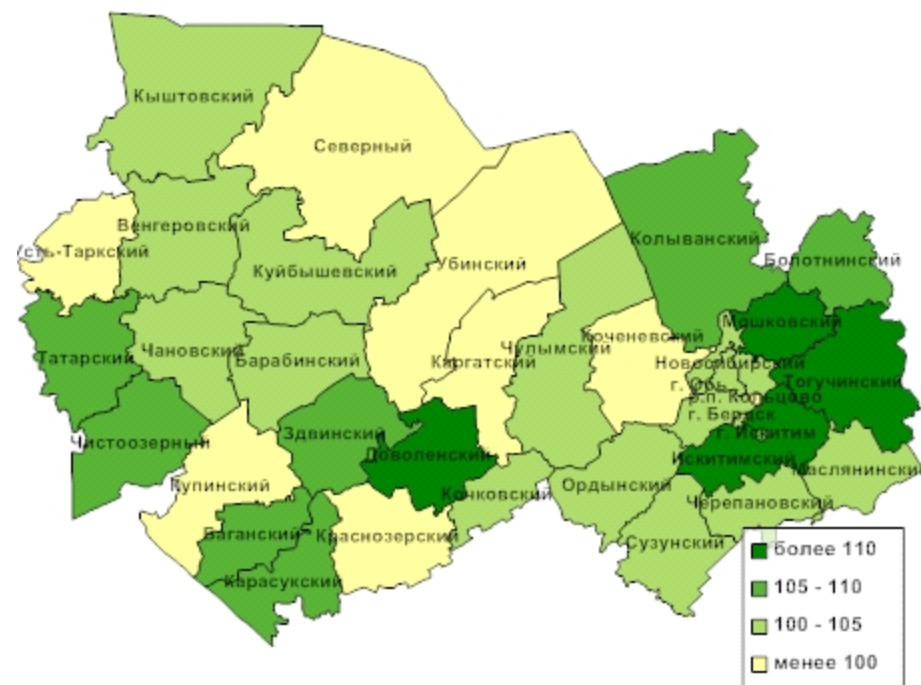 Кыштовский
Северный
Венгеровский
Усть-Таркский
Колыванский
Болотнинский
Куйбышевский
Убинский
Мошковский
Татарский
Чановский
Барабинский
Каргатский
Чулымский
Коченевский
Новосибирский
г. Обь
Тогучинский
р.п. Кольцово
г. Бердск
Чистоозерный
Здвинский
г. Искитим
Доволенский
Искитимский
Маслянинский
Купинский
Кочковский
Ордынский
Черепановский
Баганский
Краснозерский
Сузунский
Карасукский
более 110
105 - 110
100 - 105
менее 100